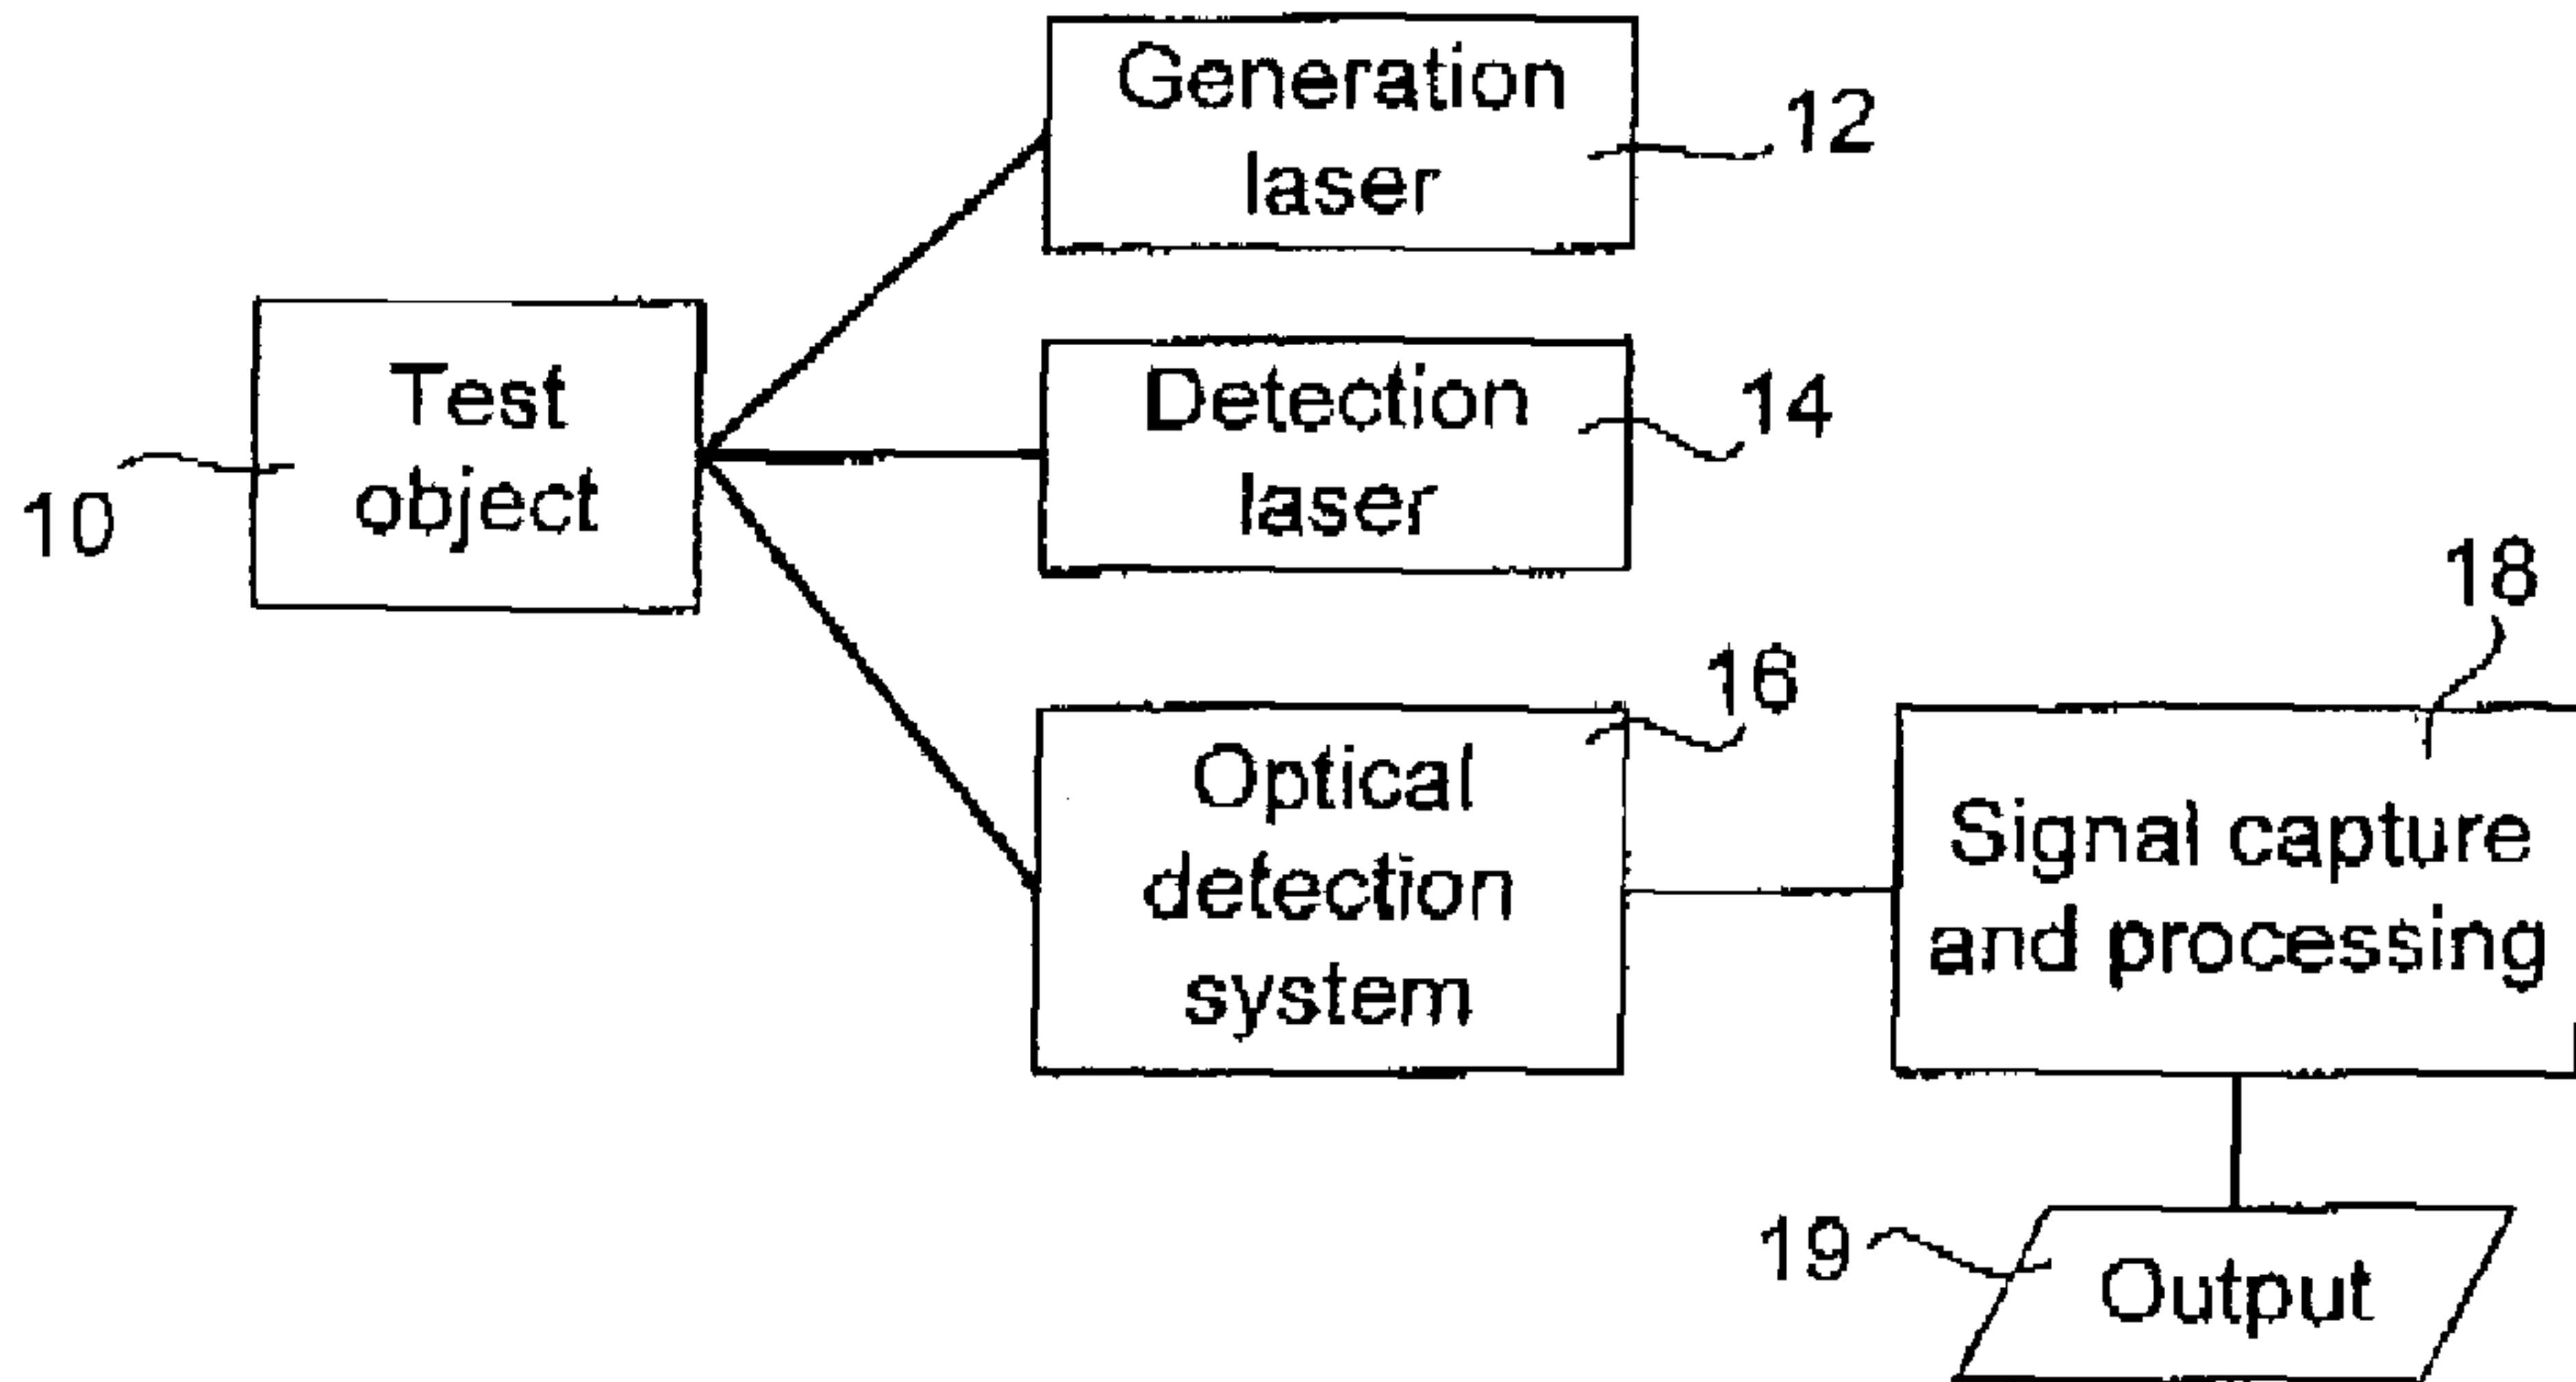 Generation
laser
12
Test
object
10
Detection
laser
14
Optical
detection
system
16
Signal capture
and processing
18
Output
19